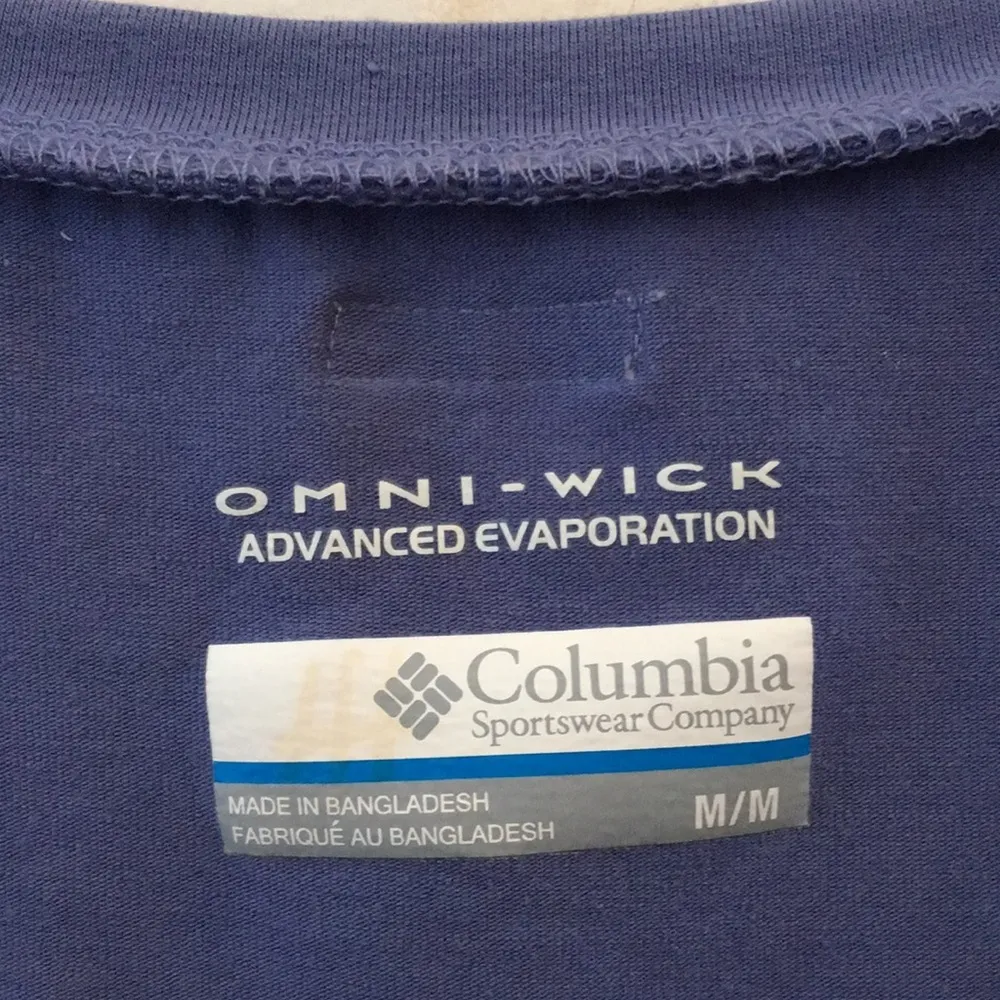 OMNI-WICK
ADVANCED EVAPORATION
Columbia
Sportswear Company
MADE IN BANGLADESH
FABRIQUÉ AU BANGLADESH
M/M